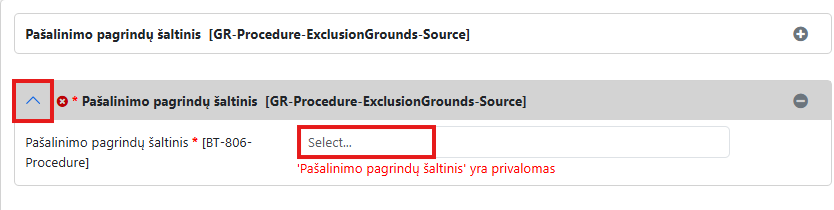 Pašalinimo pagrindų šaltinis [GR-Procedure-ExclusionGrounds-Source]
* Pašalinimo pagrindų šaltinis [GR-Procedure-ExclusionGrounds-Source]
Pašalinimo pagrindų šaltinis * [BT-806-
Procedure]
Select...
'Pašalinimo pagrindų šaltinis' yra privalomas